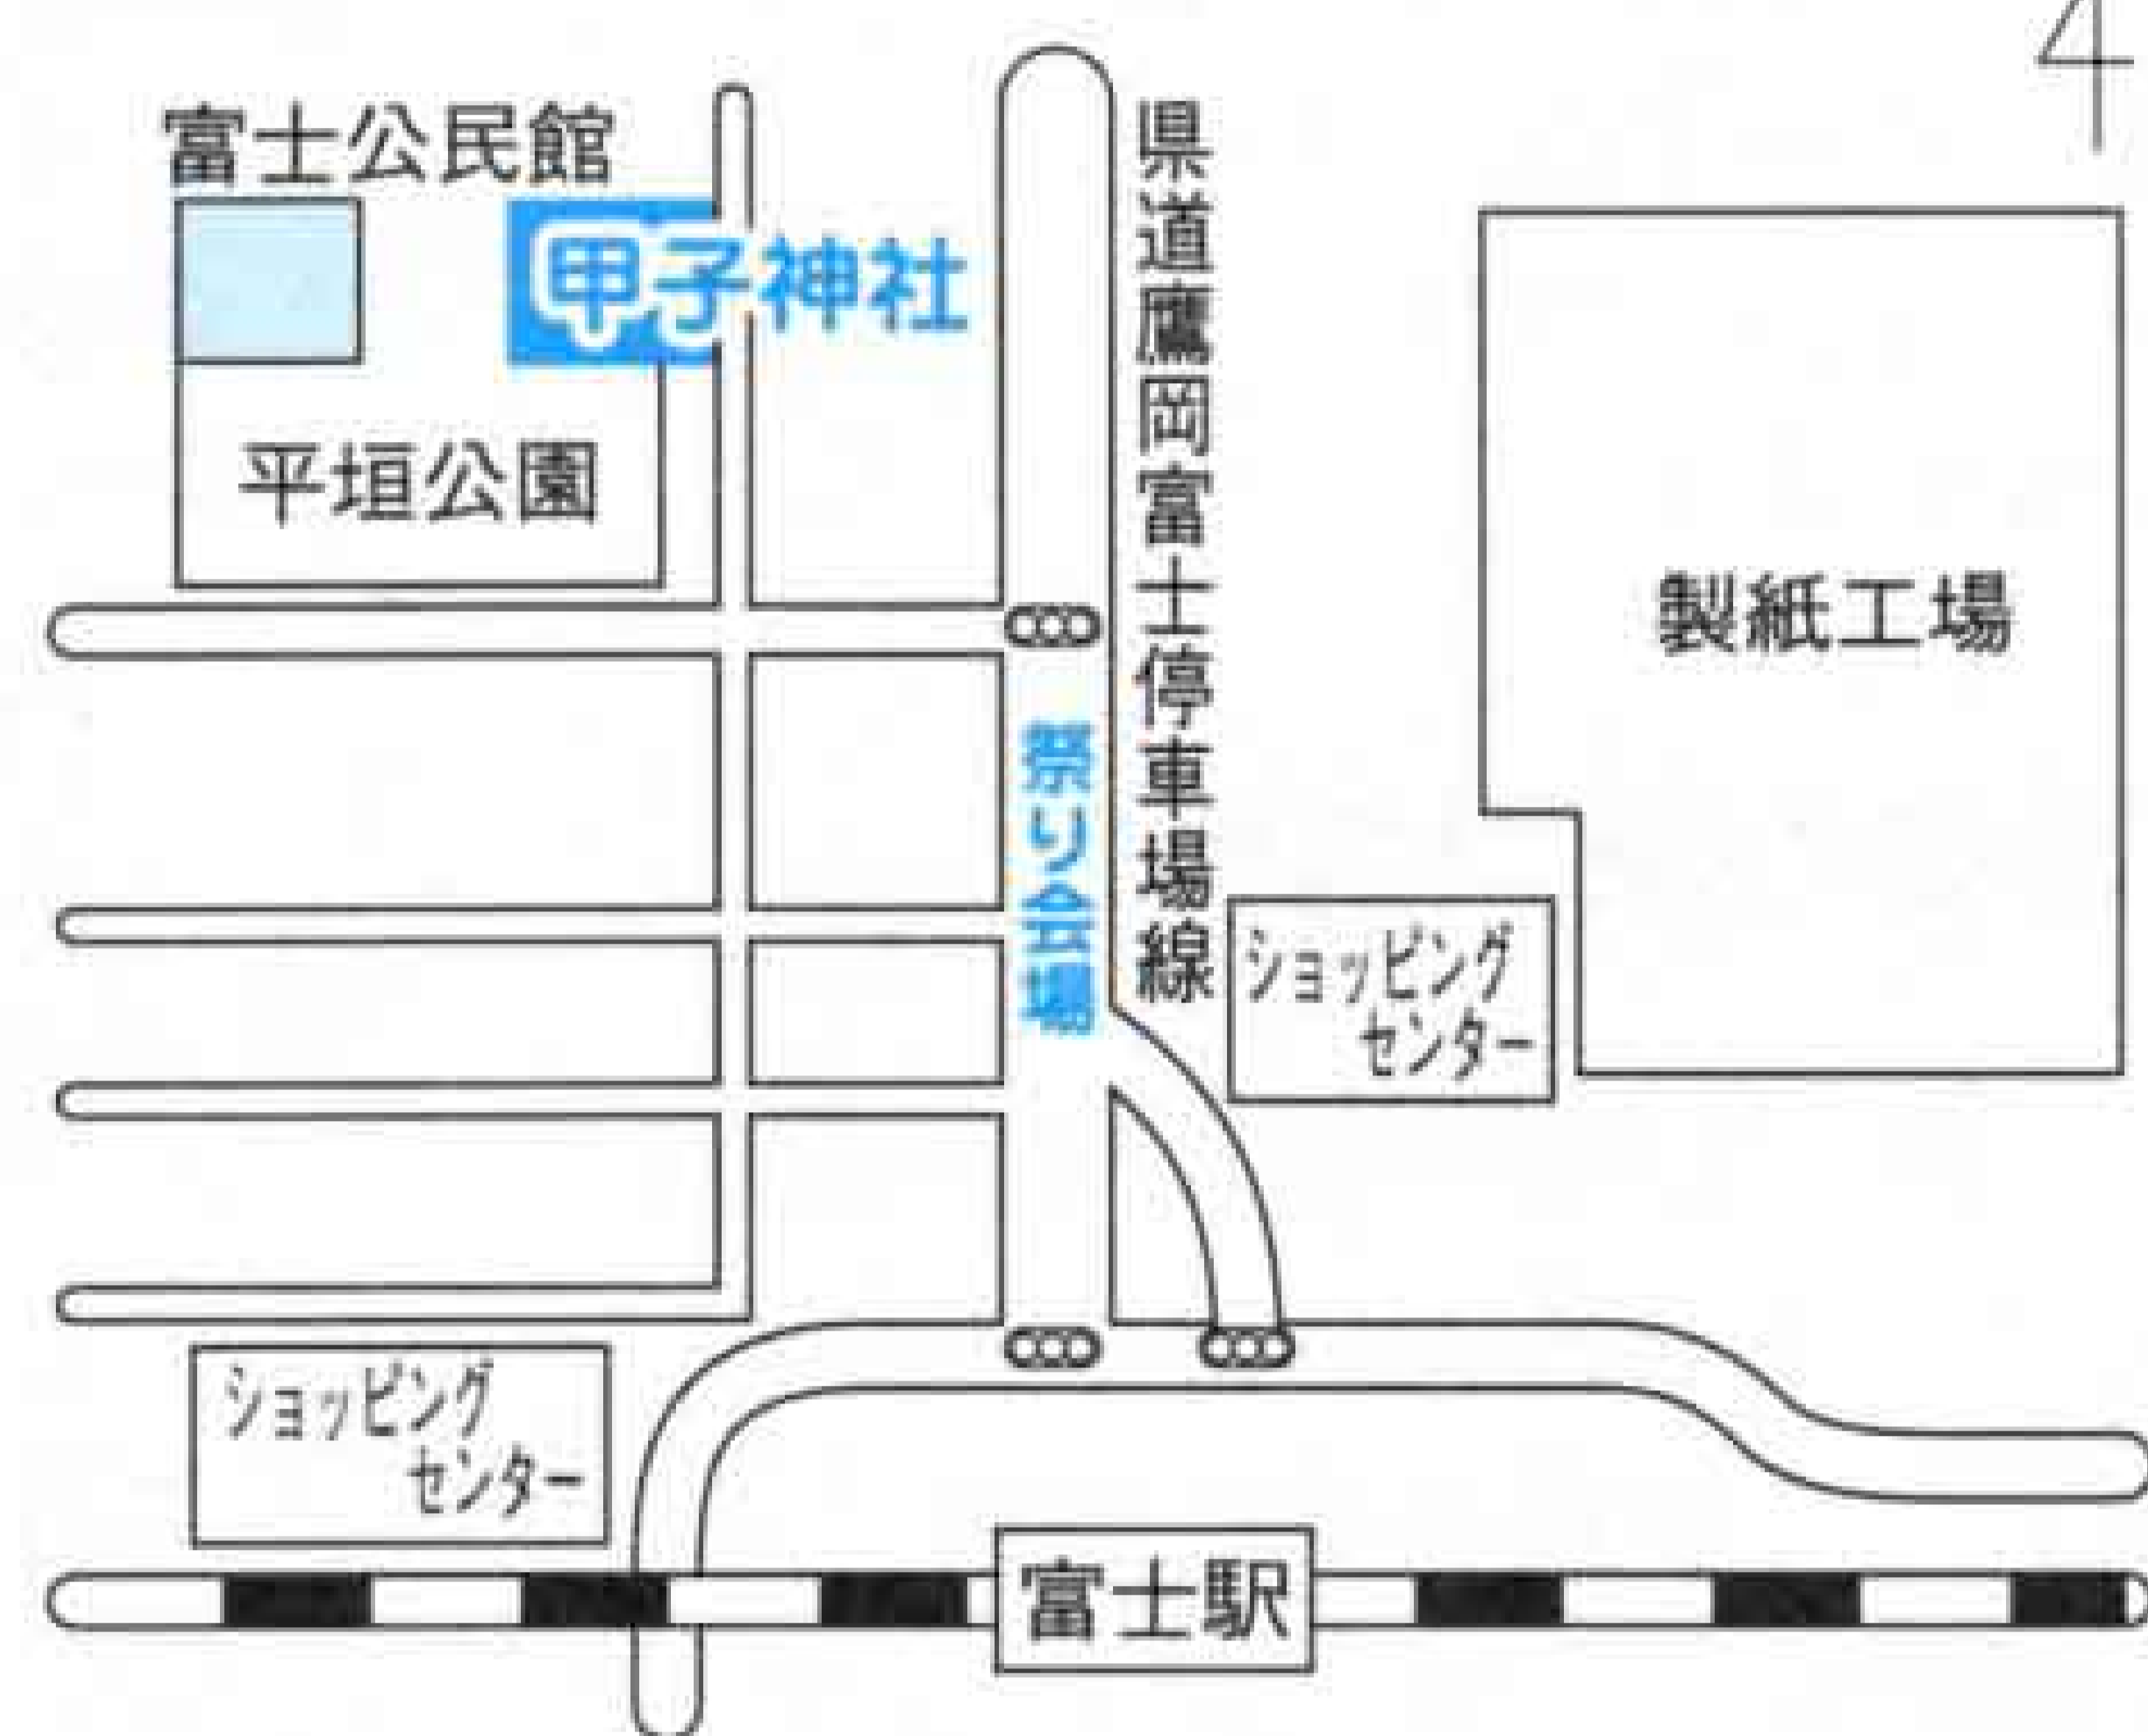 富士公民館
甲子神社
平垣公園
県道鷹岡富士停車場線
製紙工場
祭り会場
ショッピング
センター
ショッピング
センター
富士駅